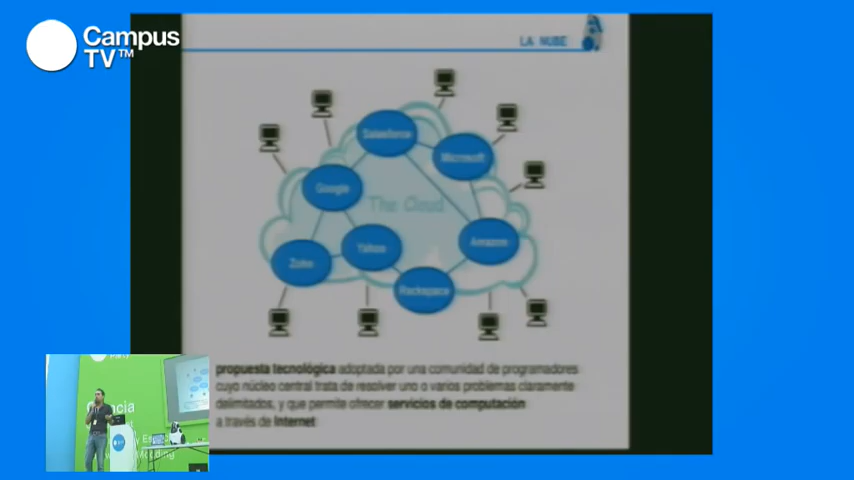 Campus
TV™
LA NUBE
Salesforce
Microsoft
Google
The Cloud
Amazon
Yahoo
Zoho
Rackspace
propuesta tecnológica adoptada por una comunidad de programadores
cuyo núcleo central trata de resolver uno o varios problemas claramente
delimitados, y que permite ofrecer servicios de computación
a través de Internet
Party
Modding